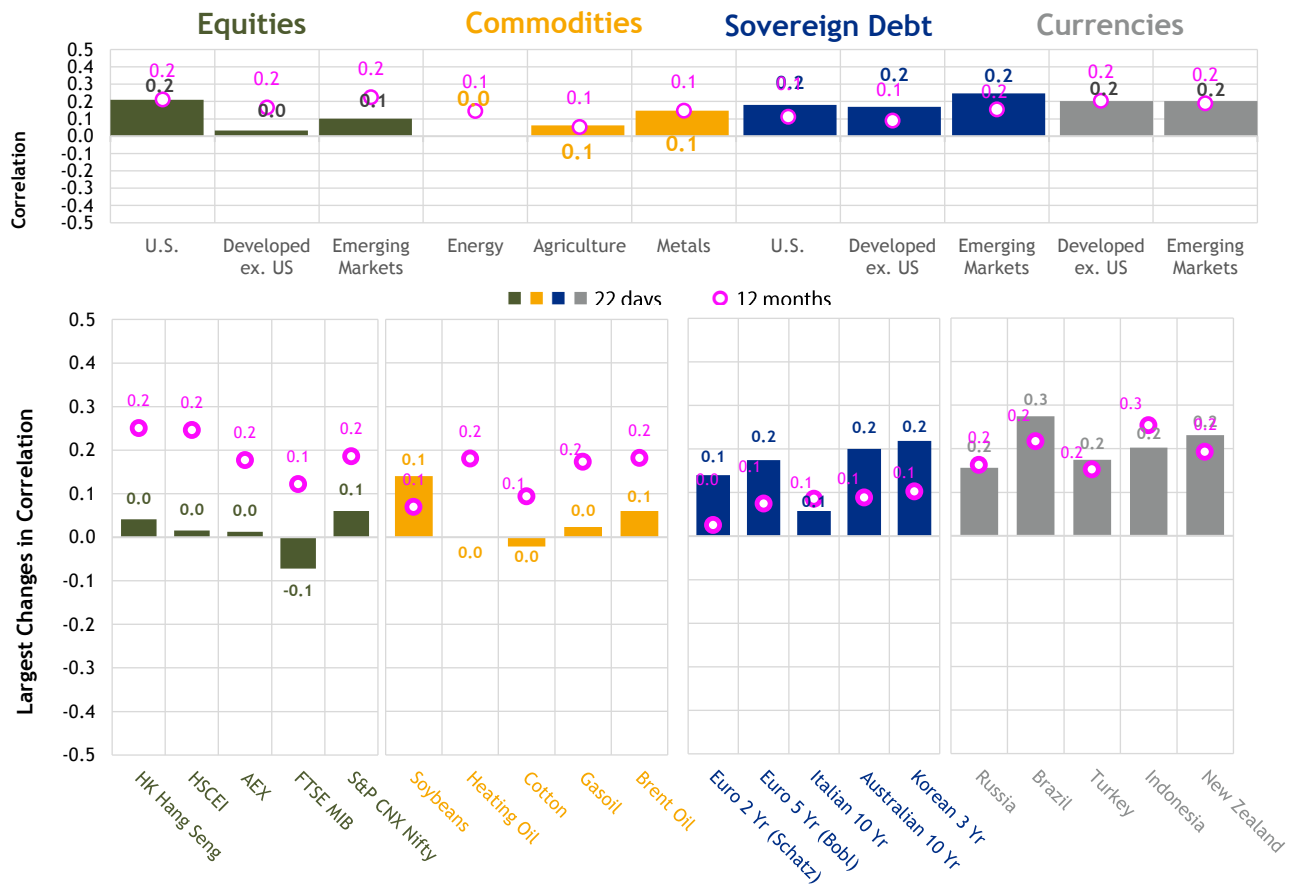 Equities
Commodities
Sovereign Debt
Currencies
Correlation
0.5
0.4
0.3
0.2
0.1
0.0
-0.1
-0.2
-0.3
-0.4
-0.5
0.2
0.2
0.2
0.0
0.2
0.1
0.1
0.0
0.1
0.1
0.1
0.1
0.2
0.1
0.2
0.1
0.2
0.2
0.2
0.2
0.2
0.2
U.S.
Developed
ex. US
Emerging
Markets
Energy
Agriculture
Metals
U.S.
Developed
ex. US
Emerging
Markets
Developed
ex. US
Emerging
Markets
22 days
12 months
Largest Changes in Correlation
0.5
0.4
0.3
0.2
0.1
0.0
-0.1
-0.2
-0.3
-0.4
-0.5
0.2
0.0
0.2
0.0
0.2
0.0
0.1
-0.1
0.2
0.1
0.1
0.1
0.2
0.0
0.1
0.0
0.2
0.0
0.2
0.1
0.1
0.0
0.2
0.1
0.1
0.1
0.2
0.1
0.2
0.1
0.2
0.2
0.3
0.2
0.2
0.2
0.3
0.2
0.2
0.2
HK Hang Seng
HSCEI
AEX
FTSE MIB
S&P CNX Nifty
Soybeans
Heating Oil
Cotton
Gasoil
Brent Oil
Euro 2 Yr (Schatz)
Euro 5 Yr (Bobl)
Italian 10 Yr
Australian 10 Yr
Korean 3 Yr
Russia
Brazil
Turkey
Indonesia
New Zealand